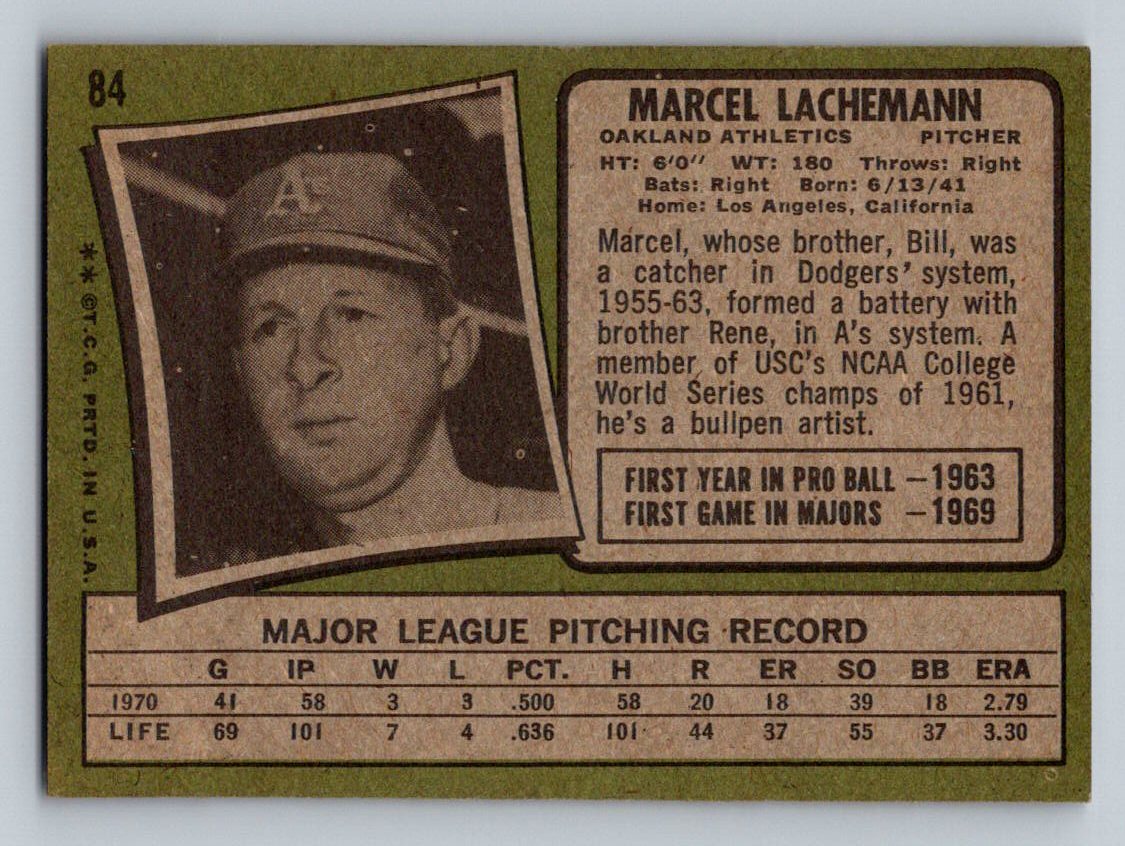 84
MARCEL LACHEMANN
OAKLAND ATHLETICS PITCHER
HT: 6'0" WT: 180 Throws: Right
Bats: Right Born: 6/13/41
Home: Los Angeles, California
Marcel, whose brother, Bill, was
a catcher in Dodgers' system,
1955-63, formed a battery with
brother Rene, in A's system. A
member of USC's NCAA College
World Series champs of 1961,
he's a bullpen artist.
FIRST YEAR IN PRO BALL —1963
FIRST GAME IN MAJORS —1969
A's
** ©T.C.G. PRTD. IN U.S.A.
MAJOR LEAGUE PITCHING RECORD
G IP W L PCT. H R ER SO BB ERA
1970 41 58 3 3 .500 58 20 18 39 18 2.79
LIFE 69 101 7 4 .636 101 44 37 55 37 3.30